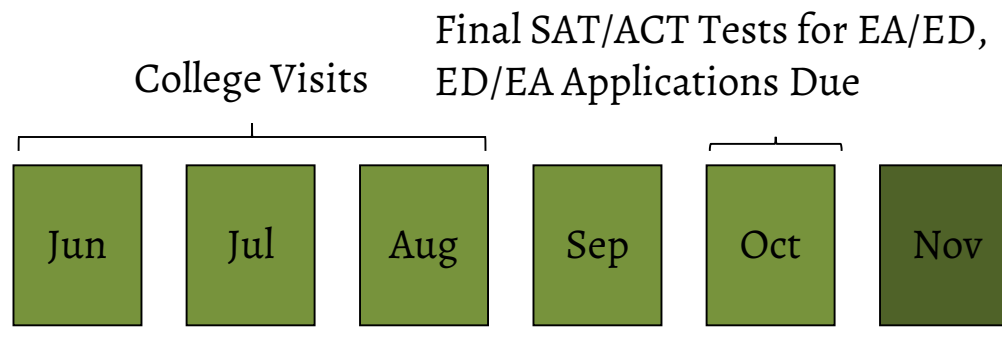 Final SAT/ACT Tests for EA/ED,
College Visits
ED/EA Applications Due
Jun
Jul
Aug
Sep
Oct
Nov